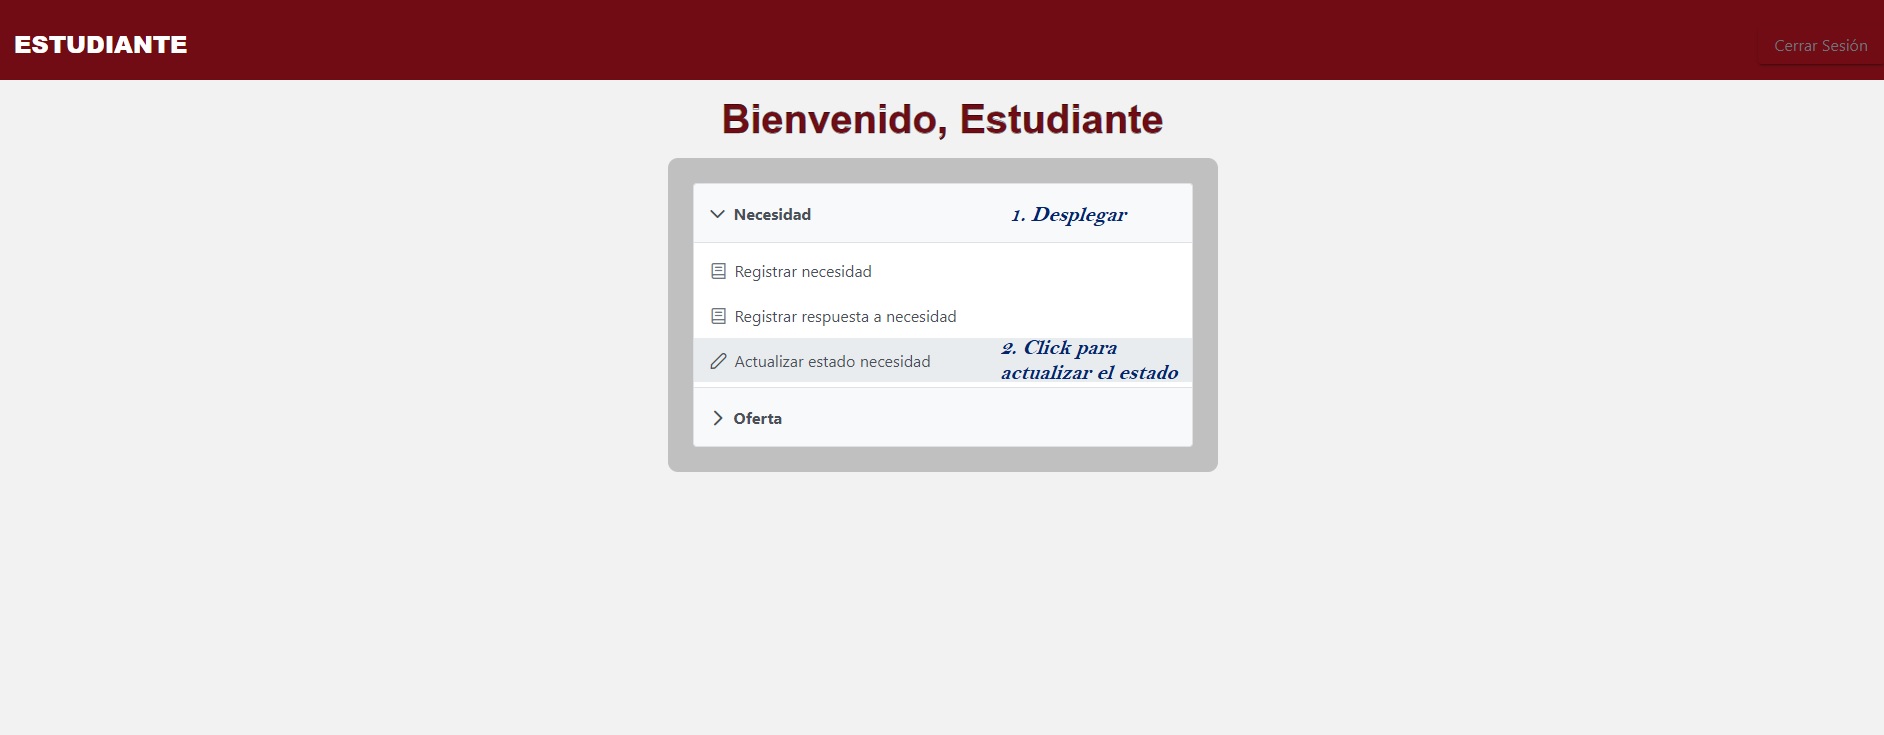 ESTUDIANTE
Cerrar Sesión
Bienvenido, Estudiante
Necesidad
1. Desplegar
Registrar necesidad
Registrar respuesta a necesidad
Actualizar estado necesidad
2. Click para
actualizar el estado
Oferta